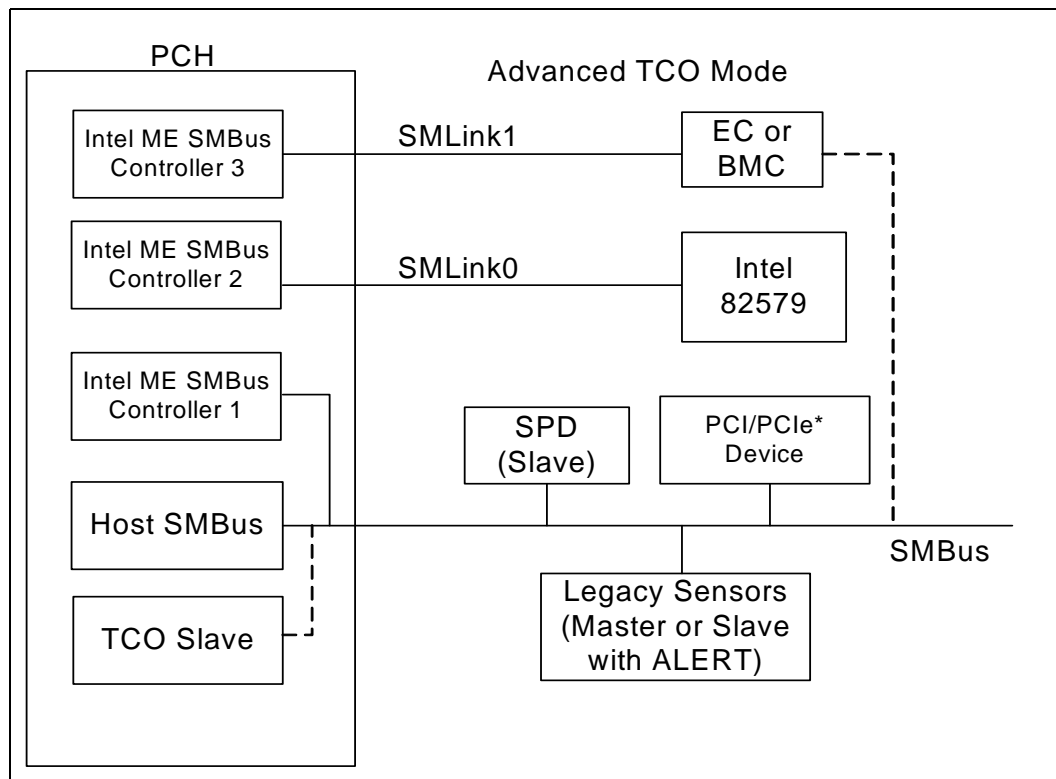 PCH
Advanced TCO Mode
Intel ME SMBus
Controller 3
SMLink1
EC or
BMC
Intel ME SMBus
Controller 2
SMLink0
Intel
82579
Intel ME SMBus
Controller 1
SPD
(Slave)
PCI/PCIe*
Device
Host SMBus
SMBus
TCO Slave
Legacy Sensors
(Master or Slave
with ALERT)